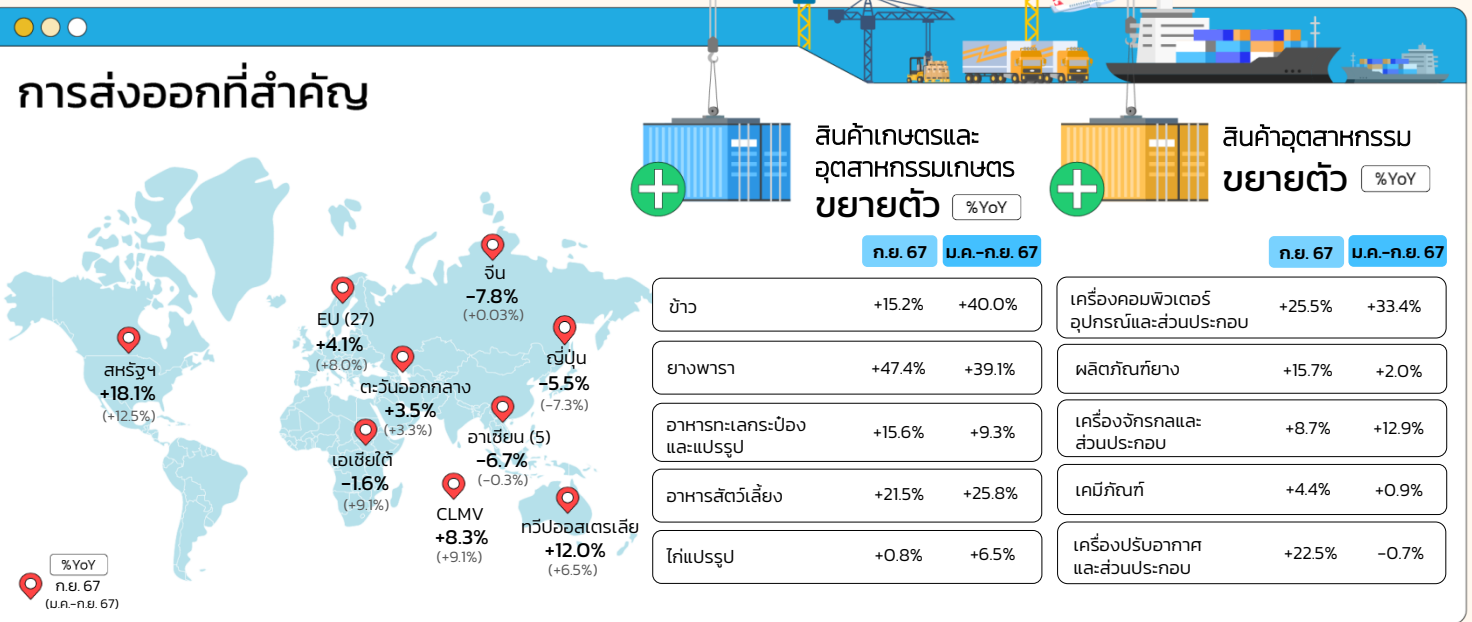 การส่งออกที่สำคัญ
จีน
-7.8%
(+0.03%)
EU (27)
+4.1%
(+8.0%)
สหรัฐฯ
+18.1%
(+12.5%)
ญี่ปุ่น
-5.5%
(-7.3%)
ตะวันออกกลาง
+3.5%
(+3.3%)
อาเซียน (5)
-6.7%
(-0.3%)
เอเชียใต้
-1.6%
(+9.1%)
CLMV
+8.3%
(+9.1%)
ทวีปออสเตรเลีย
+12.0%
(+6.5%)
%YoY
ก.ย. 67
(ม.ค.-ก.ย. 67)
สินค้าเกษตรและ
อุตสาหกรรมเกษตร
ขยายตัว %YoY
ก.ย. 67 ม.ค.-ก.ย. 67
ข้าว +15.2% +40.0%
ยางพารา +47.4% +39.1%
อาหารทะเลกระป๋อง
และแปรรูป +15.6% +9.3%
อาหารสัตว์เลี้ยง +21.5% +25.8%
ไก่แปรรูป +0.8% +6.5%
สินค้าอุตสาหกรรม
ขยายตัว %YoY
ก.ย. 67 ม.ค.-ก.ย. 67
เครื่องคอมพิวเตอร์
อุปกรณ์และส่วนประกอบ +25.5% +33.4%
ผลิตภัณฑ์ยาง +15.7% +2.0%
เครื่องจักรกลและ
ส่วนประกอบ +8.7% +12.9%
เคมีภัณฑ์ +4.4% +0.9%
เครื่องปรับอากาศ
และส่วนประกอบ +22.5% -0.7%